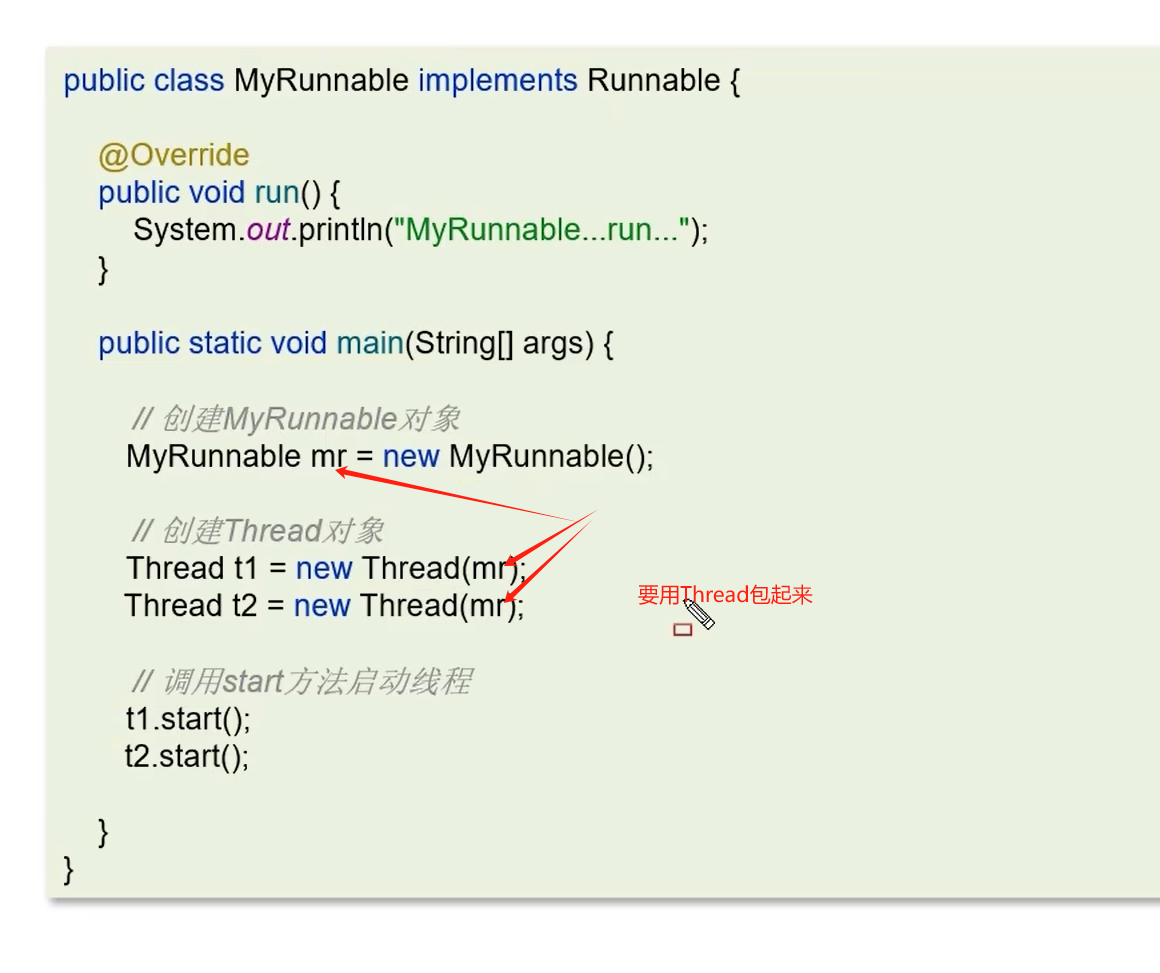 public class MyRunnable implements Runnable {
@Override
public void run() {
System.out.println("MyRunnable...run...");
}
public static void main(String[] args) {
// 创建MyRunnable对象
MyRunnable mr = new MyRunnable();
// 创建Thread对象
Thread t1 = new Thread(mr);
Thread t2 = new Thread(mr);
要用Thread包起来
// 调用start方法启动线程
t1.start();
t2.start();
}
}